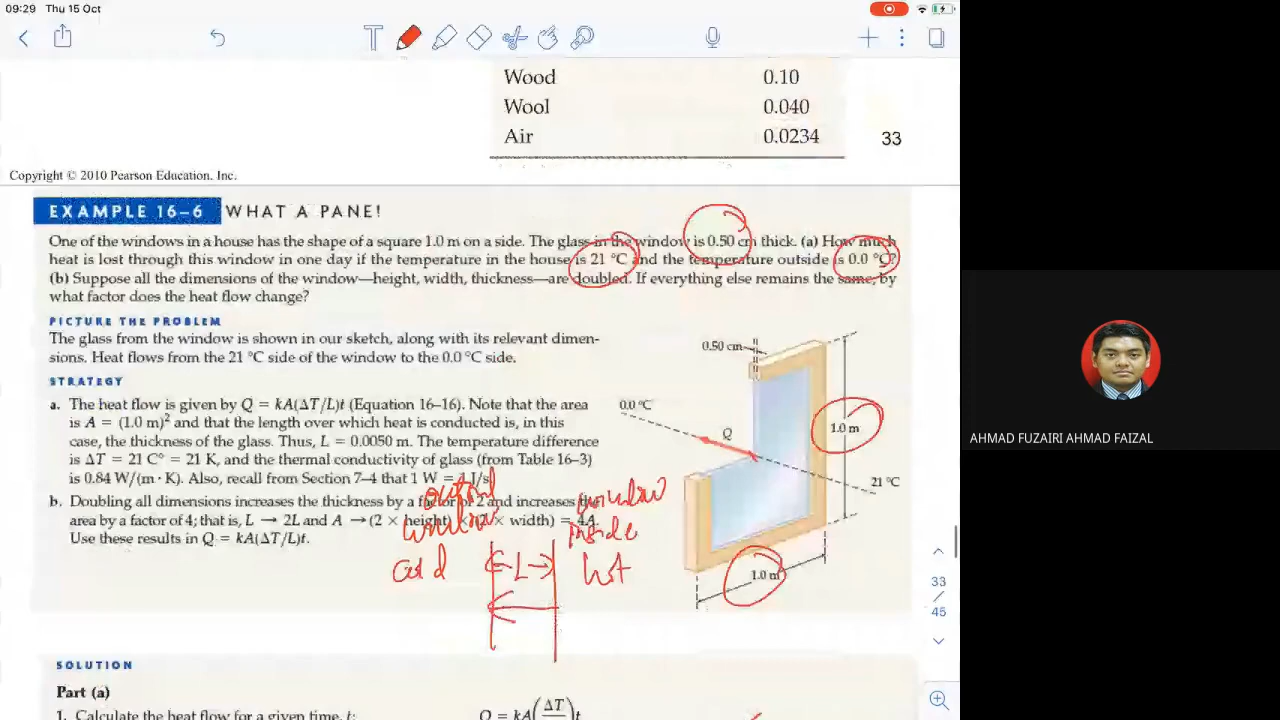 09:29 Thu 15 Oct
Wood 0.10
Wool 0.040
Air 0.0234
33
Copyright © 2010 Pearson Education, Inc.
EXAMPLE 16–6 WHAT A PANE!
One of the windows in a house has the shape of a square 1.0 m on a side. The glass in the window is 0.50 cm thick. (a) How much
heat is lost through this window in one day if the temperature in the house is 21 °C and the temperature outside is 0.0 °C?
(b) Suppose all the dimensions of the window—height, width, thickness—are doubled. If everything else remains the same, by
what factor does the heat flow change?
PICTURE THE PROBLEM
The glass from the window is shown in our sketch, along with its relevant dimen-
sions. Heat flows from the 21 °C side of the window to the 0.0 °C side.
STRATEGY
a. The heat flow is given by Q = kA(ΔT/L)t (Equation 16–16). Note that the area
is A = (1.0 m)² and that the length over which heat is conducted is, in this
case, the thickness of the glass. Thus, L = 0.0050 m. The temperature difference
is ΔT = 21 C° = 21 K, and the thermal conductivity of glass (from Table 16–3)
is 0.84 W/(m · K). Also, recall from Section 7–4 that 1 W = 1 J/s.
b. Doubling all dimensions increases the thickness by a factor of 2 and increases the
area by a factor of 4; that is, L → 2L and A → (2 × height) × (2 × width) = 4A.
Use these results in Q = kA(ΔT/L)t.
0.50 cm
0.0 °C
Q
1.0 m
21 °C
1.0 m
window
window
inside
cold
L
hot
33
/
45
SOLUTION
Part (a)
1. Calculate the heat flow for a given time, t:
Q = kA(ΔT/ )t
AHMAD FUZAIRI AHMAD FAIZAL